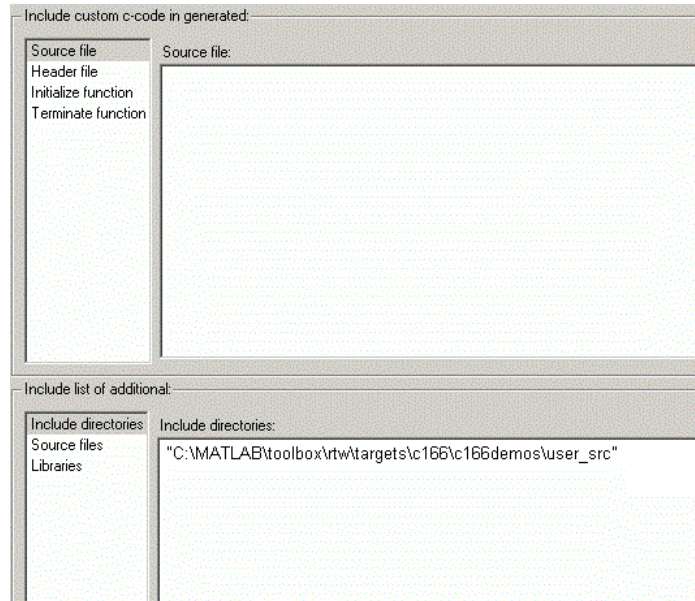 Include custom c-code in generated:
Source file
Header file
Initialize function
Terminate function
Source file:
Include list of additional:
Include directories
Source files
Libraries
Include directories:
"C:\MATLAB\toolbox\rtw\targets\c166\c166demos\user_src"